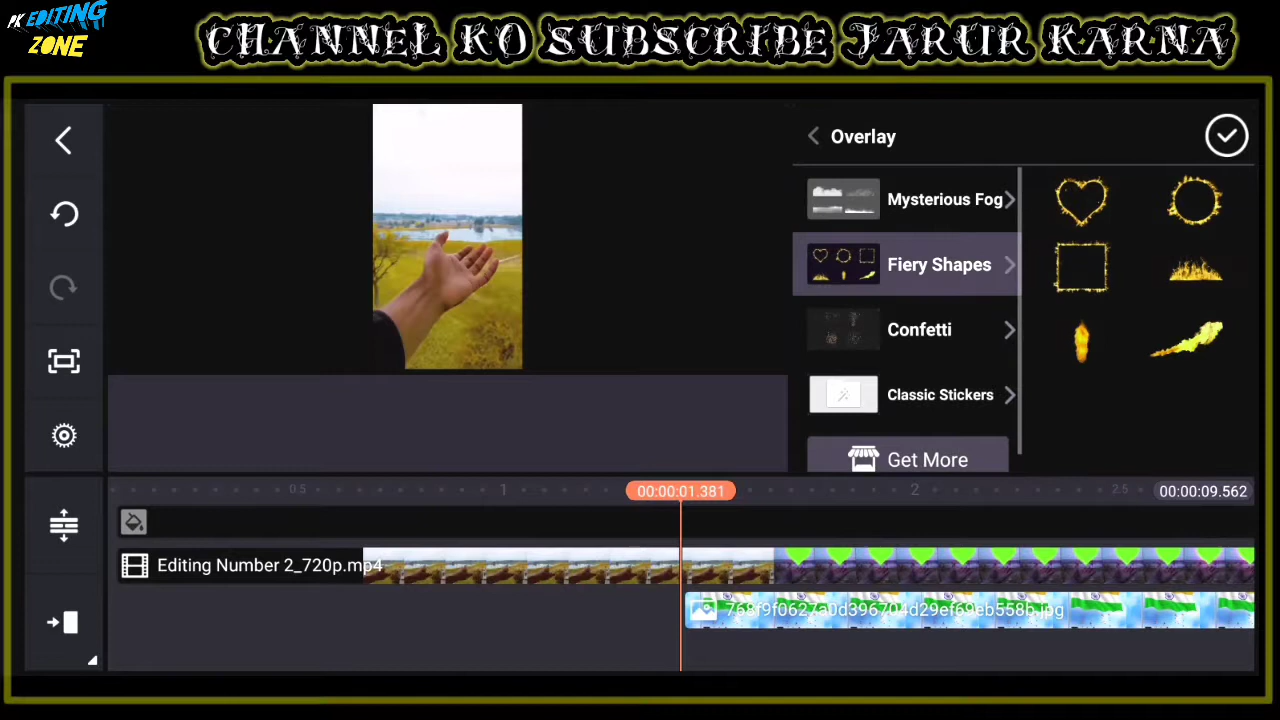 PK EDITING
ZONE
CHANNEL KO SUBSCRIBE JARUR KARNA
Overlay
Mysterious Fog
Fiery Shapes
Confetti
Classic Stickers
Get More
0.5
1
00:00:01.381
2
2.5
00:00:09.562
Editing Number 2_720p.mp4
768f9f0627a0d396704d29ef69eb558b.jpg